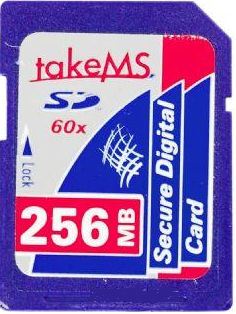 takeMS
SD
60x
Lock
256 MB
Secure Digital
Card